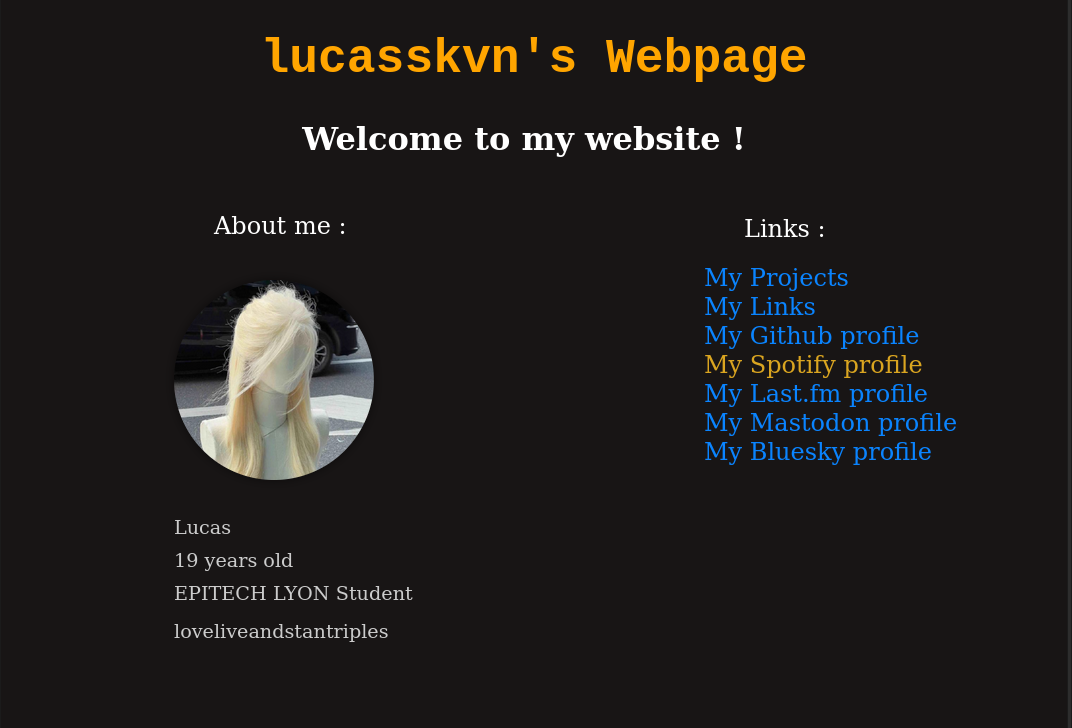 lucasskvn's Webpage
Welcome to my website !
About me :
Lucas
19 years old
EPITECH LYON Student
loveliveandstantriples
Links :
My Projects
My Links
My Github profile
My Spotify profile
My Last.fm profile
My Mastodon profile
My Bluesky profile